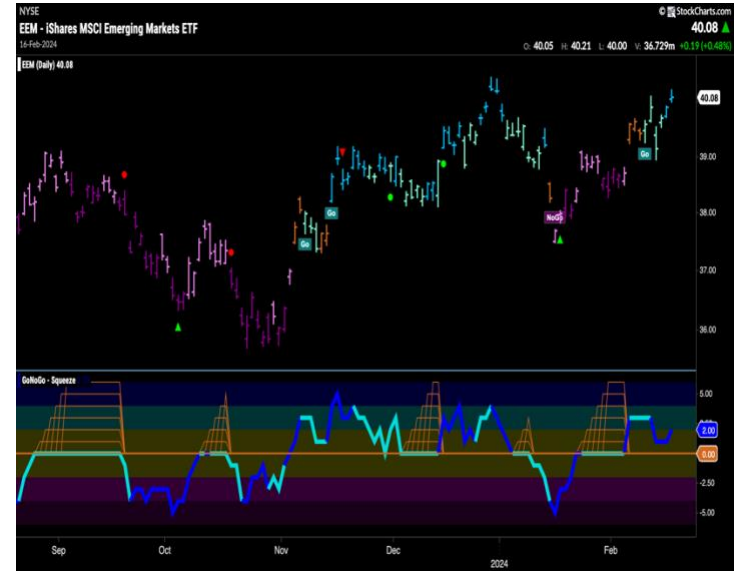 NYSE
© StockCharts.com
EEM - iShares MSCI Emerging Markets ETF
40.08
16-Feb-2024
O: 40.05 H: 40.21 L: 40.00 V: 36.729m +0.19 (+0.48%)
EEM (Daily) 40.08
40.08
39.00
38.00
37.00
36.00
Go
Go
NoGo
Go
GoNoGo - Squeeze
5.00
2.00
0.00
-2.50
-5.00
Sep Oct Nov Dec 2024 Feb